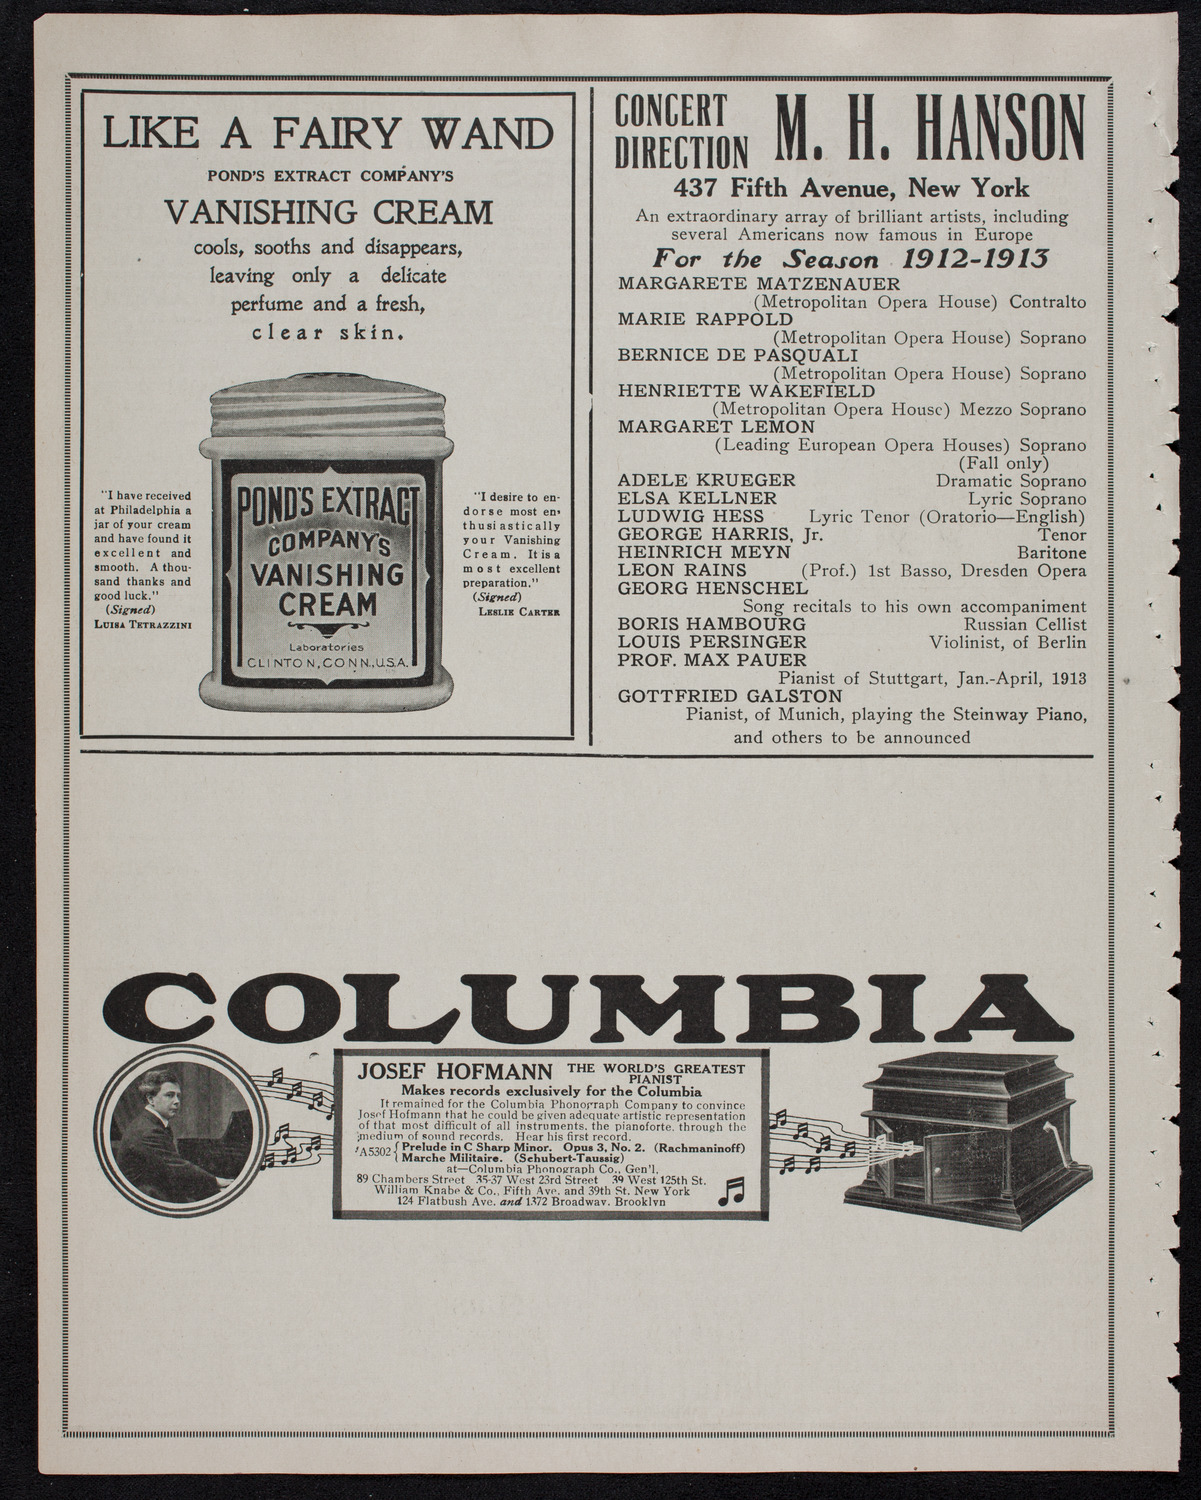 LIKE A FAIRY WAND
POND'S EXTRACT COMPANY'S
VANISHING CREAM
cools, sooths and disappears,
leaving only a delicate
perfume and a fresh,
clear skin.
"I have received
at Philadelphia a
jar of your cream
and have found it
excellent and
smooth. A thou-
sand thanks and
good luck."
(Signed)
LUISA TETRAZZINI
POND'S EXTRACT
COMPANY'S
VANISHING
CREAM
Laboratories
CLINTON, CONN., U.S.A.
"I desire to en-
dorse most en-
thusiastically
your Vanishing
Cream. It is a
most excellent
preparation."
(Signed)
LESLIE CARTER
CONCERT
DIRECTION M. H. HANSON
437 Fifth Avenue, New York
An extraordinary array of brilliant artists, including
several Americans now famous in Europe
For the Season 1912-1913
MARGARETE MATZENAUER
(Metropolitan Opera House) Contralto
MARIE RAPPOLD
(Metropolitan Opera House) Soprano
BERNICE DE PASQUALI
(Metropolitan Opera House) Soprano
HENRIETTE WAKEFIELD
(Metropolitan Opera House) Mezzo Soprano
MARGARET LEMON
(Leading European Opera Houses) Soprano
(Fall only)
ADELE KRUEGER Dramatic Soprano
ELSA KELLNER Lyric Soprano
LUDWIG HESS Lyric Tenor (Oratorio—English)
GEORGE HARRIS, Jr. Tenor
HEINRICH MEYN Baritone
LEON RAINS (Prof.) 1st Basso, Dresden Opera
GEORG HENSCHEL
Song recitals to his own accompaniment
BORIS HAMBOURG Russian Cellist
LOUIS PERSINGER Violinist, of Berlin
PROF. MAX PAUER
Pianist of Stuttgart, Jan.-April, 1913
GOTTFRIED GALSTON
Pianist, of Munich, playing the Steinway Piano,
and others to be announced
COLUMBIA
JOSEF HOFMANN THE WORLD'S GREATEST
PIANIST
Makes records exclusively for the Columbia
It remained for the Columbia Phonograph Company to convince
Josef Hofmann that he could be given adequate artistic representation
of that most difficult of all instruments, the pianoforte, through the
medium of sound records. Hear his first record.
A5302 { Prelude in C Sharp Minor. Opus 3, No. 2. (Rachmaninoff)
{ Marche Militaire. (Schubert-Taussig)
at—Columbia Phonograph Co., Gen'l.
89 Chambers Street 35-37 West 23rd Street 39 West 125th St.
William Knabe & Co., Fifth Ave. and 39th St. New York
124 Flatbush Ave. and 1372 Broadway, Brooklyn